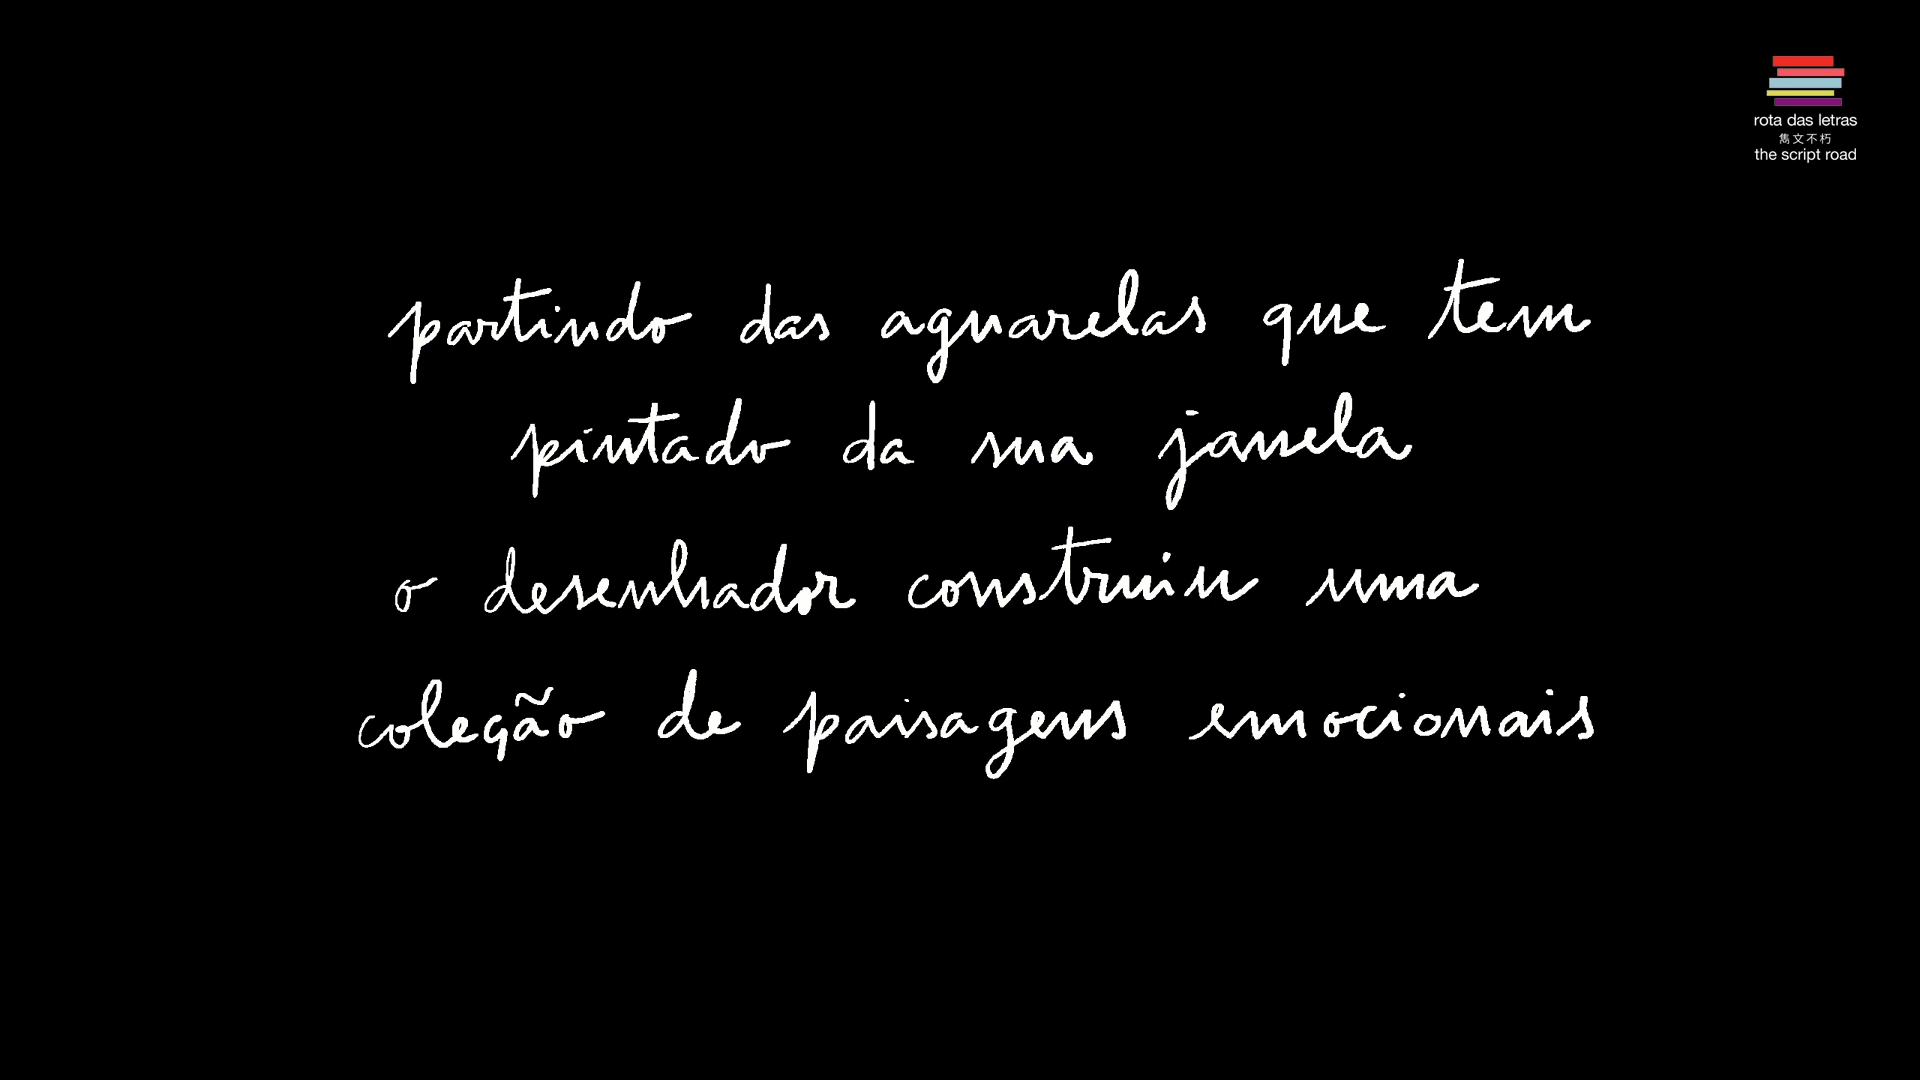 rota das letras
雋文不朽
the script road
partindo das aguarelas que tem
pintado da sua janela
o desenhador construiu uma
coleção de paisagens emocionais